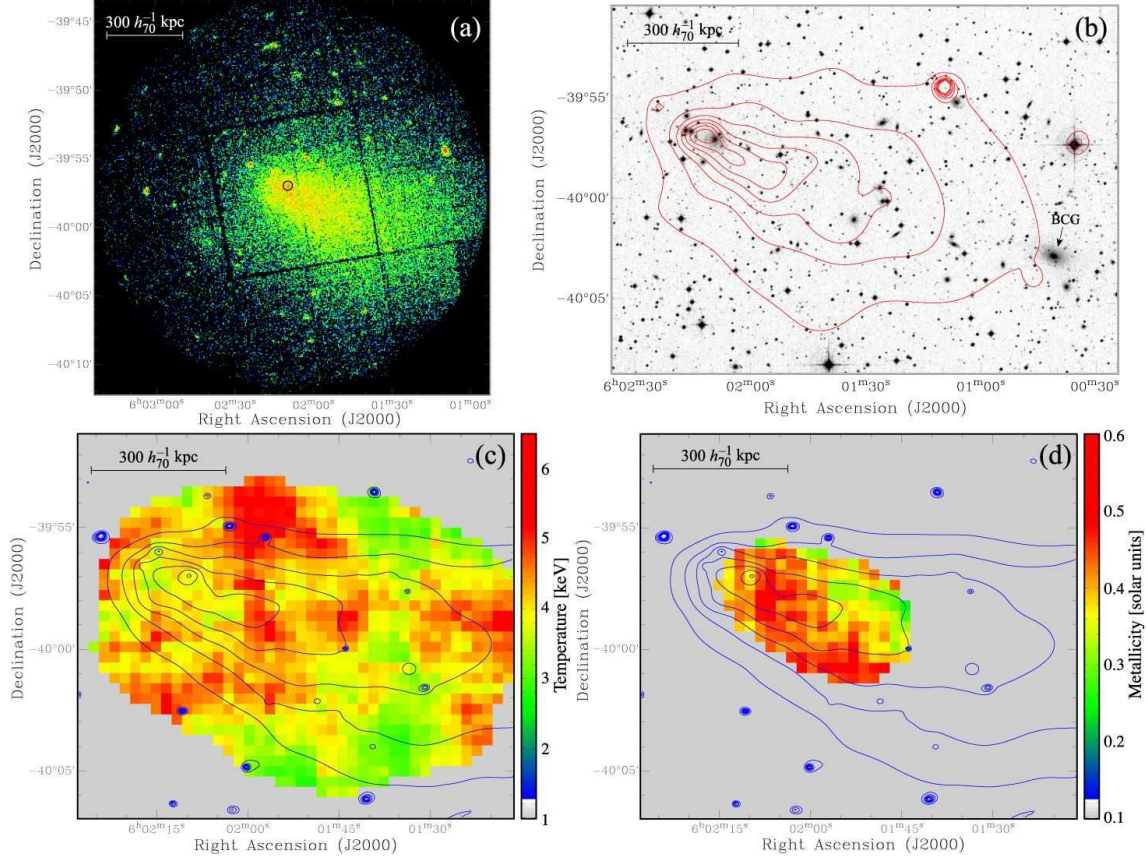 300 h₇₀⁻¹ kpc
(a)
−39°45'
−39°50'
−39°55'
−40°00'
−40°05'
−40°10'
Declination (J2000)
6ʰ03ᵐ00ˢ
02ᵐ30ˢ
02ᵐ00ˢ
01ᵐ30ˢ
01ᵐ00ˢ
Right Ascension (J2000)
300 h₇₀⁻¹ kpc
(b)
−39°55'
−40°00'
−40°05'
Declination (J2000)
BCG
6ʰ02ᵐ30ˢ
02ᵐ00ˢ
01ᵐ30ˢ
01ᵐ00ˢ
00ᵐ30ˢ
Right Ascension (J2000)
300 h₇₀⁻¹ kpc
(c)
−39°55'
−40°00'
−40°05'
Declination (J2000)
6ʰ02ᵐ15ˢ
02ᵐ00ˢ
01ᵐ45ˢ
01ᵐ30ˢ
Right Ascension (J2000)
6
5
4
3
2
1
Temperature [keV]
300 h₇₀⁻¹ kpc
(d)
−39°55'
−40°00'
−40°05'
Declination (J2000)
6ʰ02ᵐ15ˢ
02ᵐ00ˢ
01ᵐ45ˢ
01ᵐ30ˢ
Right Ascension (J2000)
0.6
0.5
0.4
0.3
0.2
0.1
Metallicity [solar units]